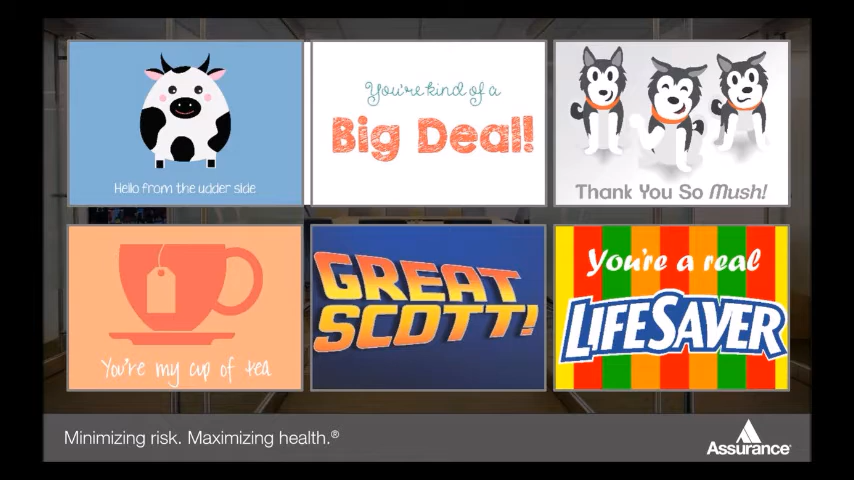 Hello from the udder side
You're kind of a
Big Deal!
Thank You So Mush!
You're my cup of tea
GREAT
SCOTT!
You're a real
LIFESAVER
Minimizing risk. Maximizing health.®
Assurance